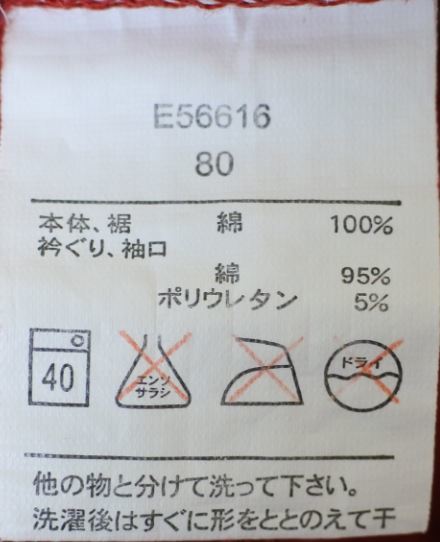 E56616
80
本体、裾 綿 100%
衿ぐり、袖口
綿 95%
ポリウレタン 5%
40
エンソ
サラシ
ドライ
他の物と分けて洗って下さい。
洗濯後はすぐに形をととのえて干